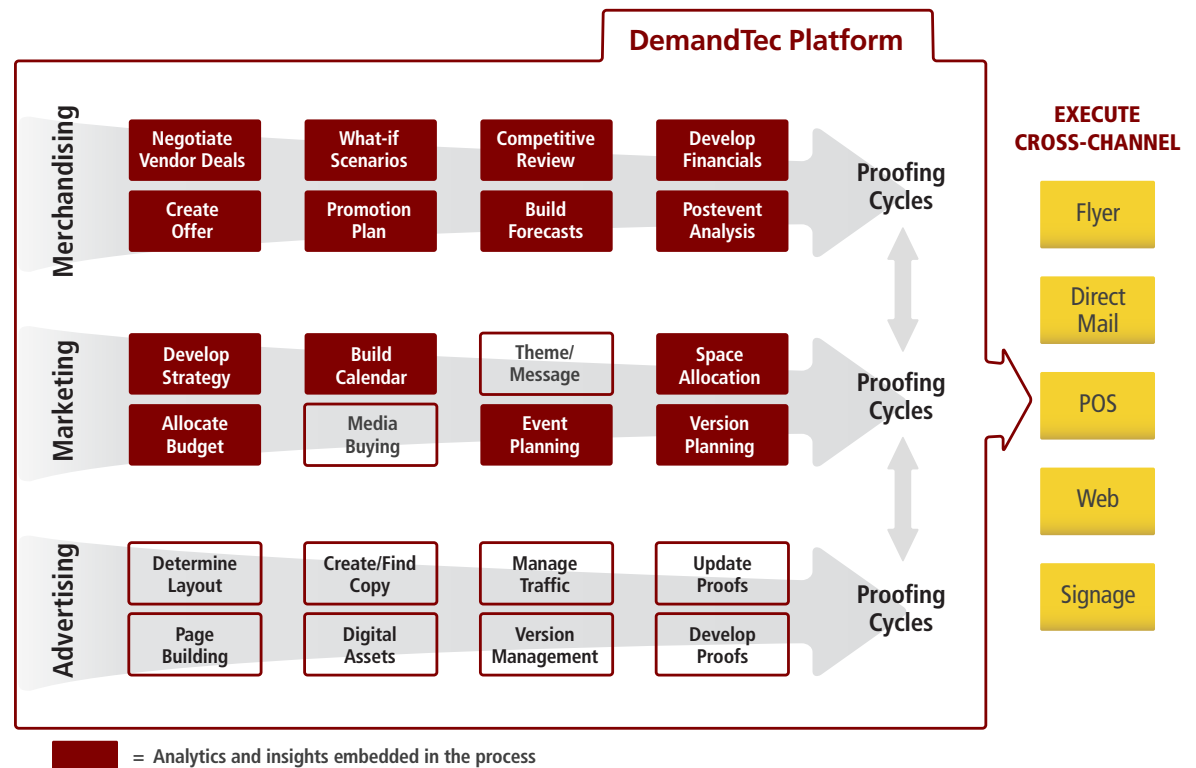 DemandTec Platform
Merchandising
Negotiate
Vendor Deals
What-if
Scenarios
Competitive
Review
Develop
Financials
Create
Offer
Promotion
Plan
Build
Forecasts
Postevent
Analysis
Proofing
Cycles
Marketing
Develop
Strategy
Build
Calendar
Theme/
Message
Space
Allocation
Allocate
Budget
Media
Buying
Event
Planning
Version
Planning
Proofing
Cycles
Advertising
Determine
Layout
Create/Find
Copy
Manage
Traffic
Update
Proofs
Page
Building
Digital
Assets
Version
Management
Develop
Proofs
Proofing
Cycles
EXECUTE
CROSS-CHANNEL
Flyer
Direct
Mail
POS
Web
Signage
= Analytics and insights embedded in the process